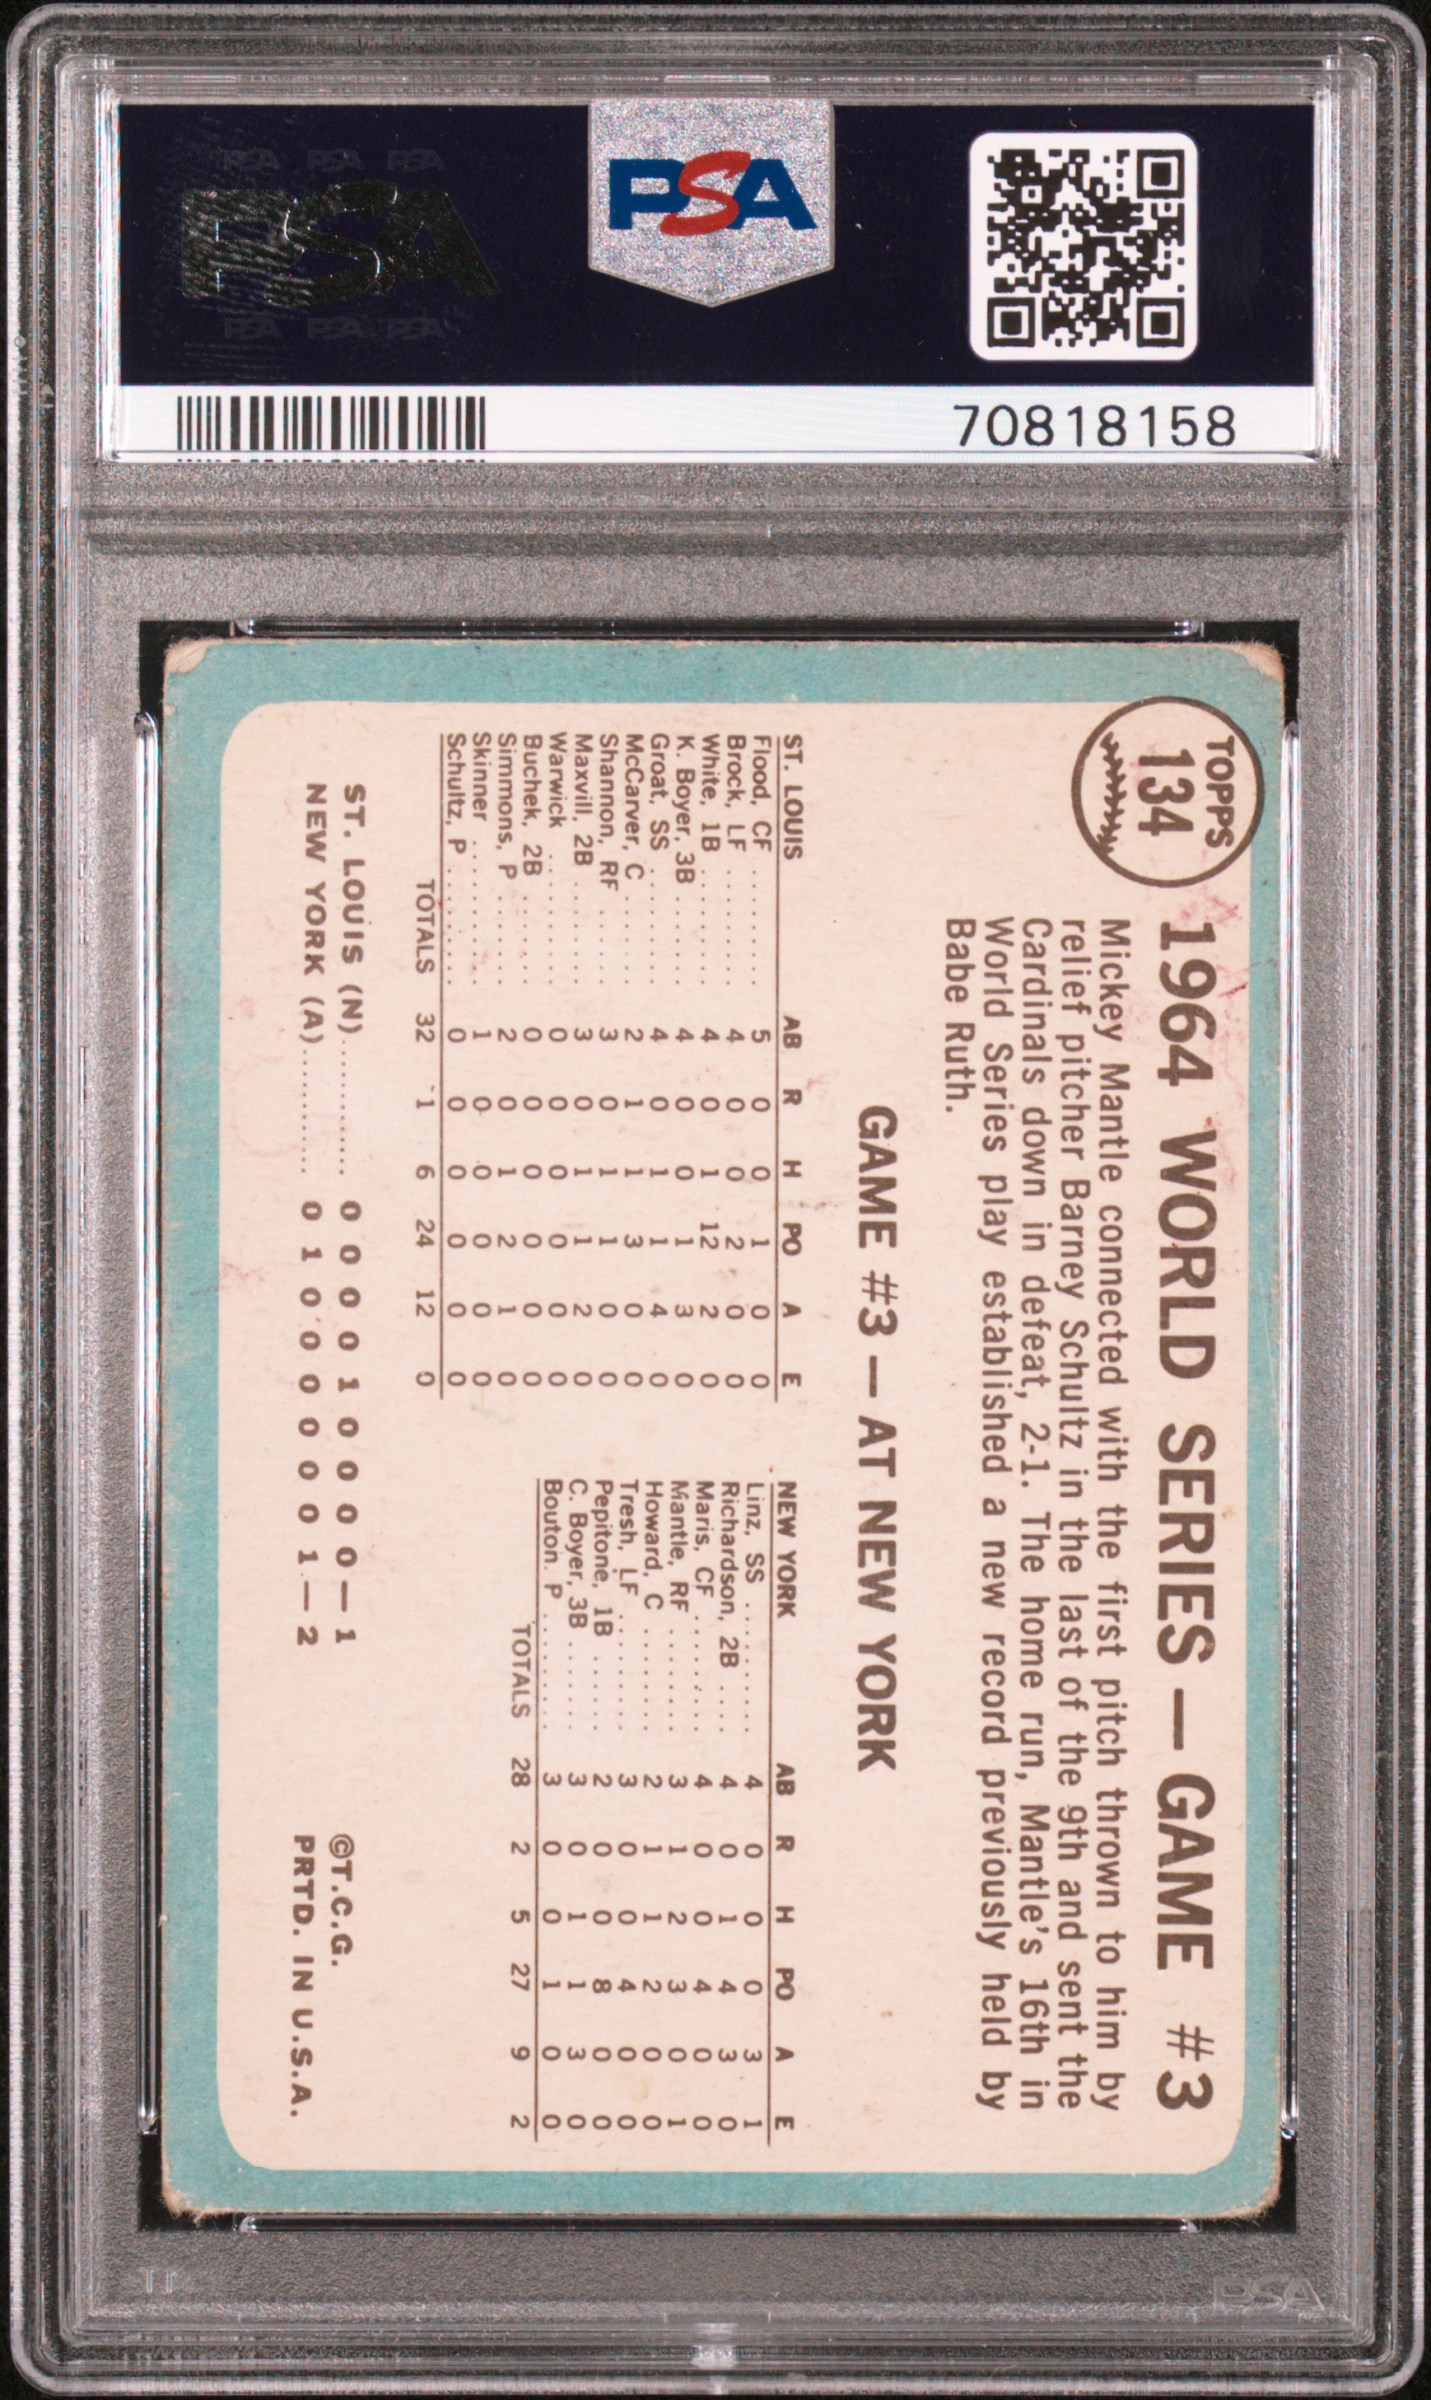 PSA PSA PSA
PSA
PSA PSA PSA
PSA
70818158
TOPPS
134
1964 WORLD SERIES — GAME #3
Mickey Mantle connected with the first pitch thrown to him by
relief pitcher Barney Schultz in the last of the 9th and sent the
Cardinals down in defeat, 2-1. The home run, Mantle's 16th in
World Series play established a new record previously held by
Babe Ruth.
GAME #3 — AT NEW YORK
ST. LOUIS AB R H PO A E
Flood, CF ......... 5 0 0 1 0 0
Brock, LF ......... 4 0 0 2 0 0
White, 1B ......... 4 0 1 12 2 0
K. Boyer, 3B ....... 4 0 0 1 3 0
Groat, SS ......... 4 0 1 1 4 0
McCarver, C ....... 2 1 1 3 0 0
Shannon, RF ...... 3 0 1 1 0 0
Maxvill, 2B ........ 3 0 1 1 2 0
Warwick .......... 0 0 0 0 0 0
Buchek, 2B ....... 0 0 0 0 0 0
Simmons, P ....... 2 0 1 2 1 0
Skinner ........... 1 0 0 0 0 0
Schultz, P ......... 0 0 0 0 0 0
TOTALS 32 1 6 24 12 0
NEW YORK AB R H PO A E
Linz, SS .......... 4 0 0 0 3 1
Richardson, 2B .... 4 0 1 4 3 0
Maris, CF ......... 4 0 0 4 0 0
Mantle, RF ........ 3 1 2 3 0 1
Howard, C ......... 2 1 1 2 0 0
Tresh, LF .......... 3 0 0 4 0 0
Pepitone, 1B ...... 2 0 0 8 0 0
C. Boyer, 3B ....... 3 0 1 1 3 0
Bouton, P ......... 3 0 0 1 0 0
TOTALS 28 2 5 27 9 2
ST. LOUIS (N)............ 0 0 0 0 1 0 0 0 0—1
NEW YORK (A)........... 0 1 0 0 0 0 0 0 1—2
©T.C.G.
PRTD. IN U.S.A.
PSA